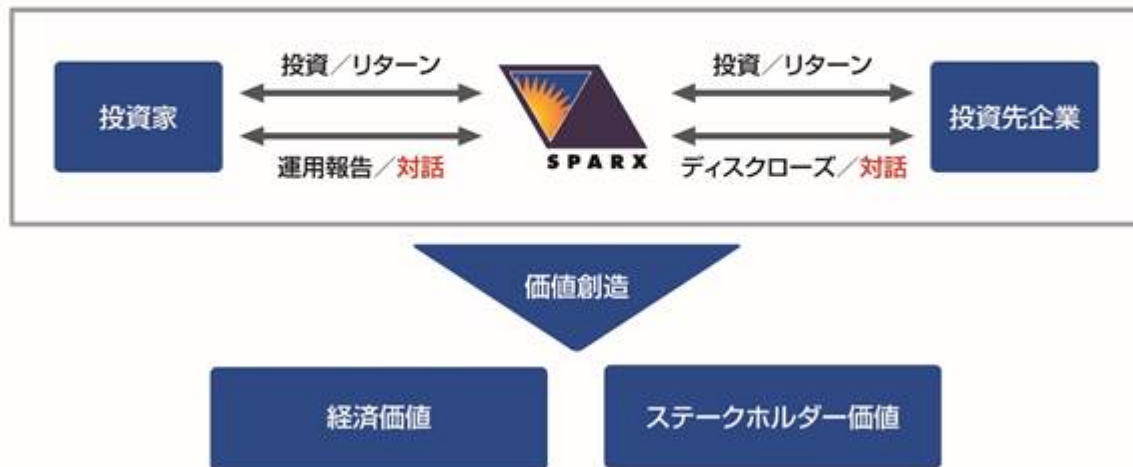 投資家
投資／リターン
運用報告／対話
SPARX
投資／リターン
ディスクローズ／対話
投資先企業
価値創造
経済価値
ステークホルダー価値